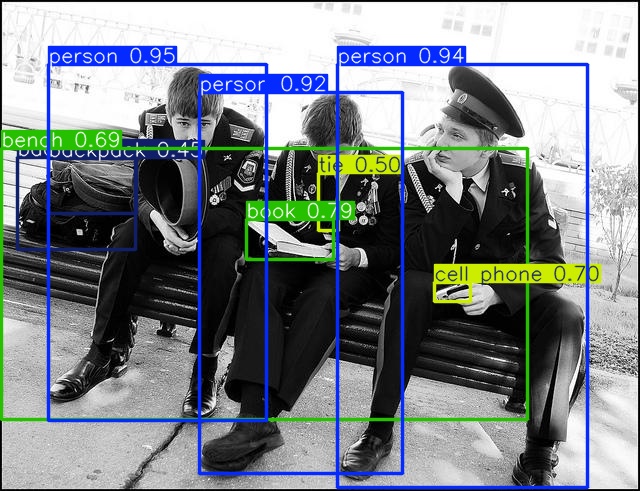 person 0.95
person 0.94
person 0.92
bench 0.69
backpack 0.45
tie 0.50
book 0.79
cell phone 0.70